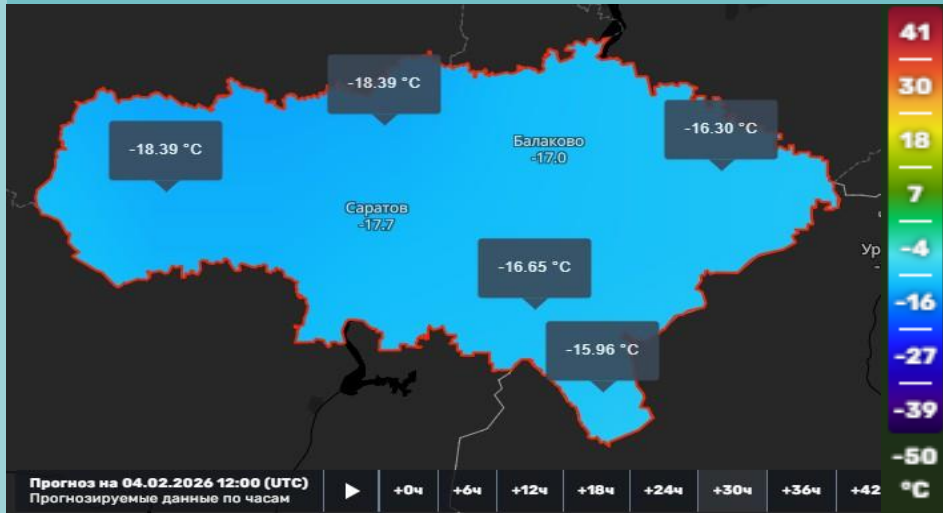 -18.39 °C
-18.39 °C
-16.30 °C
Балаково
-17.0
Саратов
-17.7
-16.65 °C
-15.96 °C
Ур
41
30
18
7
-4
-16
-27
-39
-50
°C
Прогноз на 04.02.2026 12:00 (UTC)
Прогнозируемые данные по часам
+0ч
+6ч
+12ч
+18ч
+24ч
+30ч
+36ч
+42